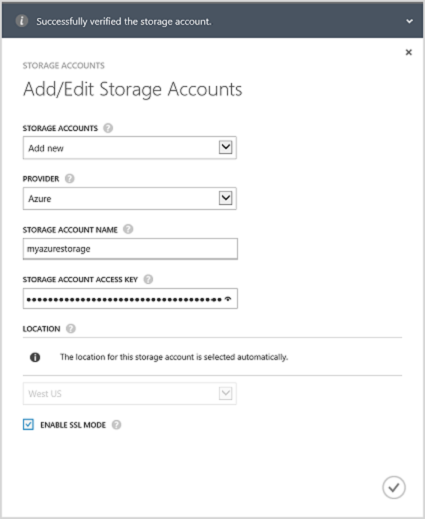 Successfully verified the storage account.
STORAGE ACCOUNTS
Add/Edit Storage Accounts
STORAGE ACCOUNTS
Add new
PROVIDER
Azure
STORAGE ACCOUNT NAME
myazurestorage
STORAGE ACCOUNT ACCESS KEY
LOCATION
The location for this storage account is selected automatically.
West US
ENABLE SSL MODE